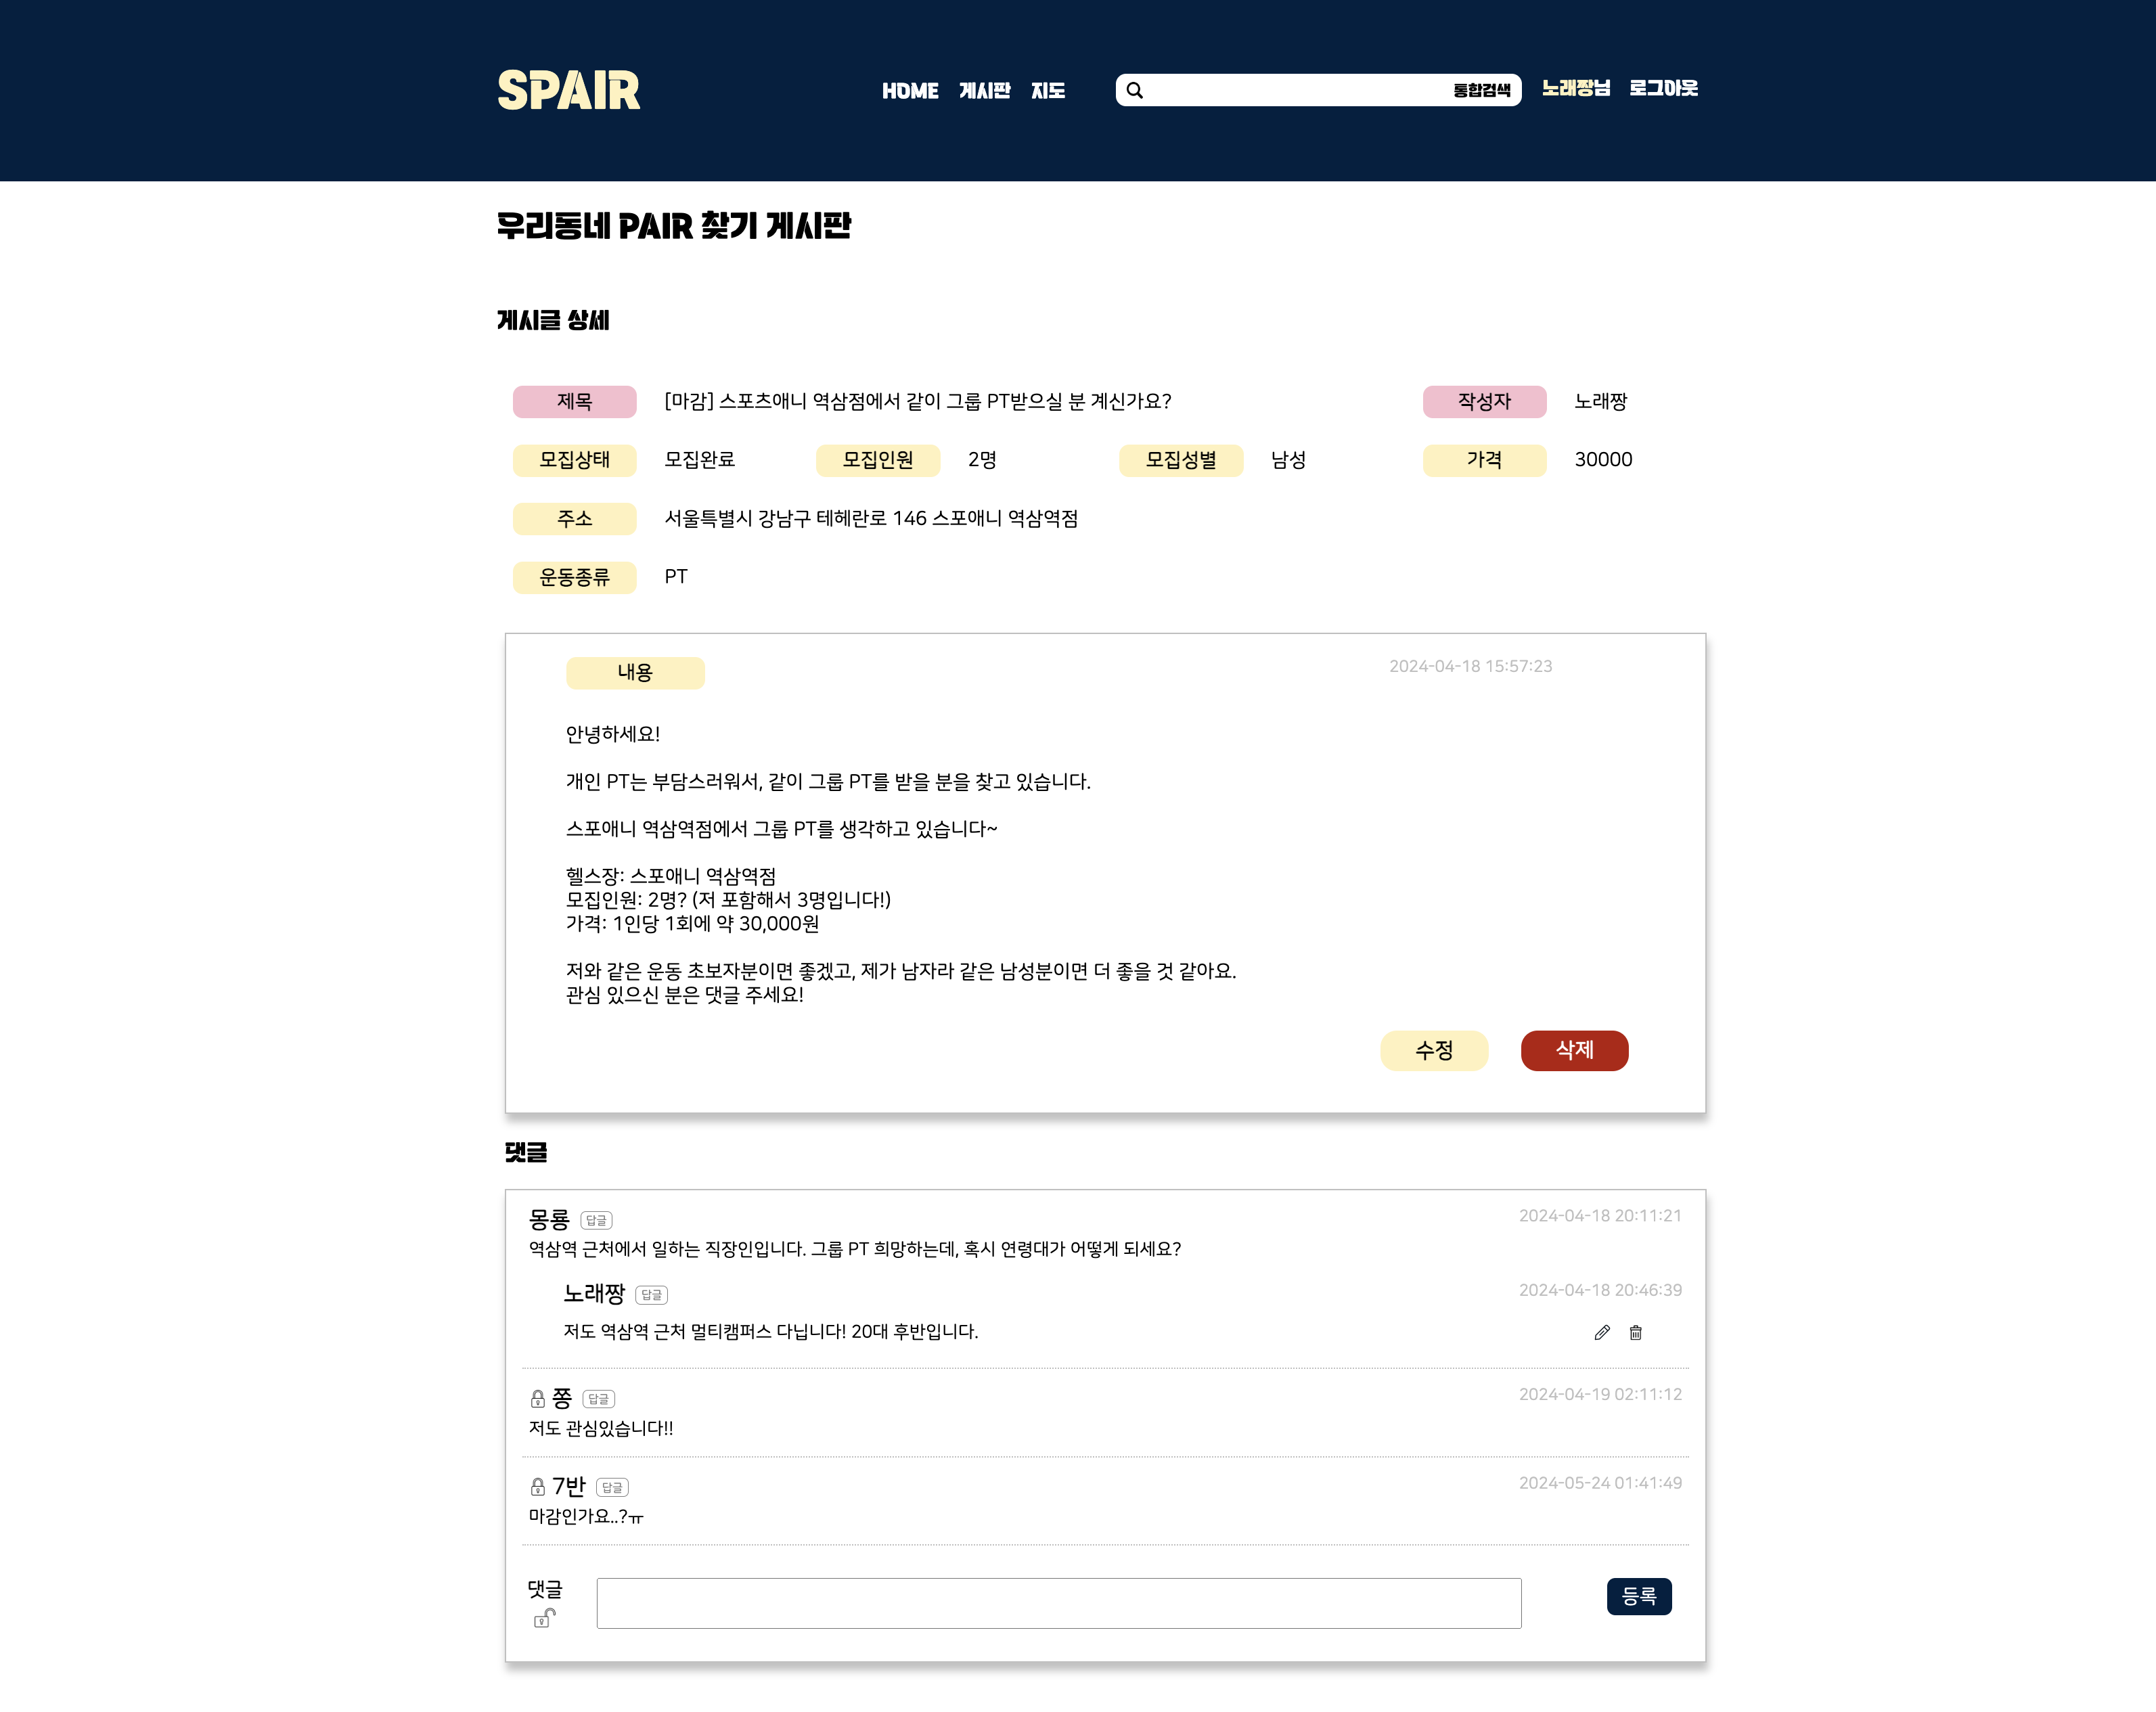 SPAIR
HOME 게시판 지도 통합검색 노래짱님 로그아웃
우리동네 PAIR 찾기 게시판
게시글 상세
제목 [마감] 스포츠애니 역삼점에서 같이 그룹 PT받으실 분 계신가요? 작성자 노래짱
모집상태 모집완료 모집인원 2명 모집성별 남성 가격 30000
주소 서울특별시 강남구 테헤란로 146 스포애니 역삼역점
운동종류 PT
내용 2024-04-18 15:57:23
안녕하세요!
개인 PT는 부담스러워서, 같이 그룹 PT를 받을 분을 찾고 있습니다.
스포애니 역삼역점에서 그룹 PT를 생각하고 있습니다~
헬스장: 스포애니 역삼역점
모집인원: 2명? (저 포함해서 3명입니다!)
가격: 1인당 1회에 약 30,000원
저와 같은 운동 초보자분이면 좋겠고, 제가 남자라 같은 남성분이면 더 좋을 것 같아요.
관심 있으신 분은 댓글 주세요!
수정 삭제
댓글
몽룡 답글 2024-04-18 20:11:21
역삼역 근처에서 일하는 직장인입니다. 그룹 PT 희망하는데, 혹시 연령대가 어떻게 되세요?
노래짱 답글 2024-04-18 20:46:39
저도 역삼역 근처 멀티캠퍼스 다닙니다! 20대 후반입니다.
쫑 답글 2024-04-19 02:11:12
저도 관심있습니다!!
7반 답글 2024-05-24 01:41:49
마감인가요..?ㅠ
댓글 등록